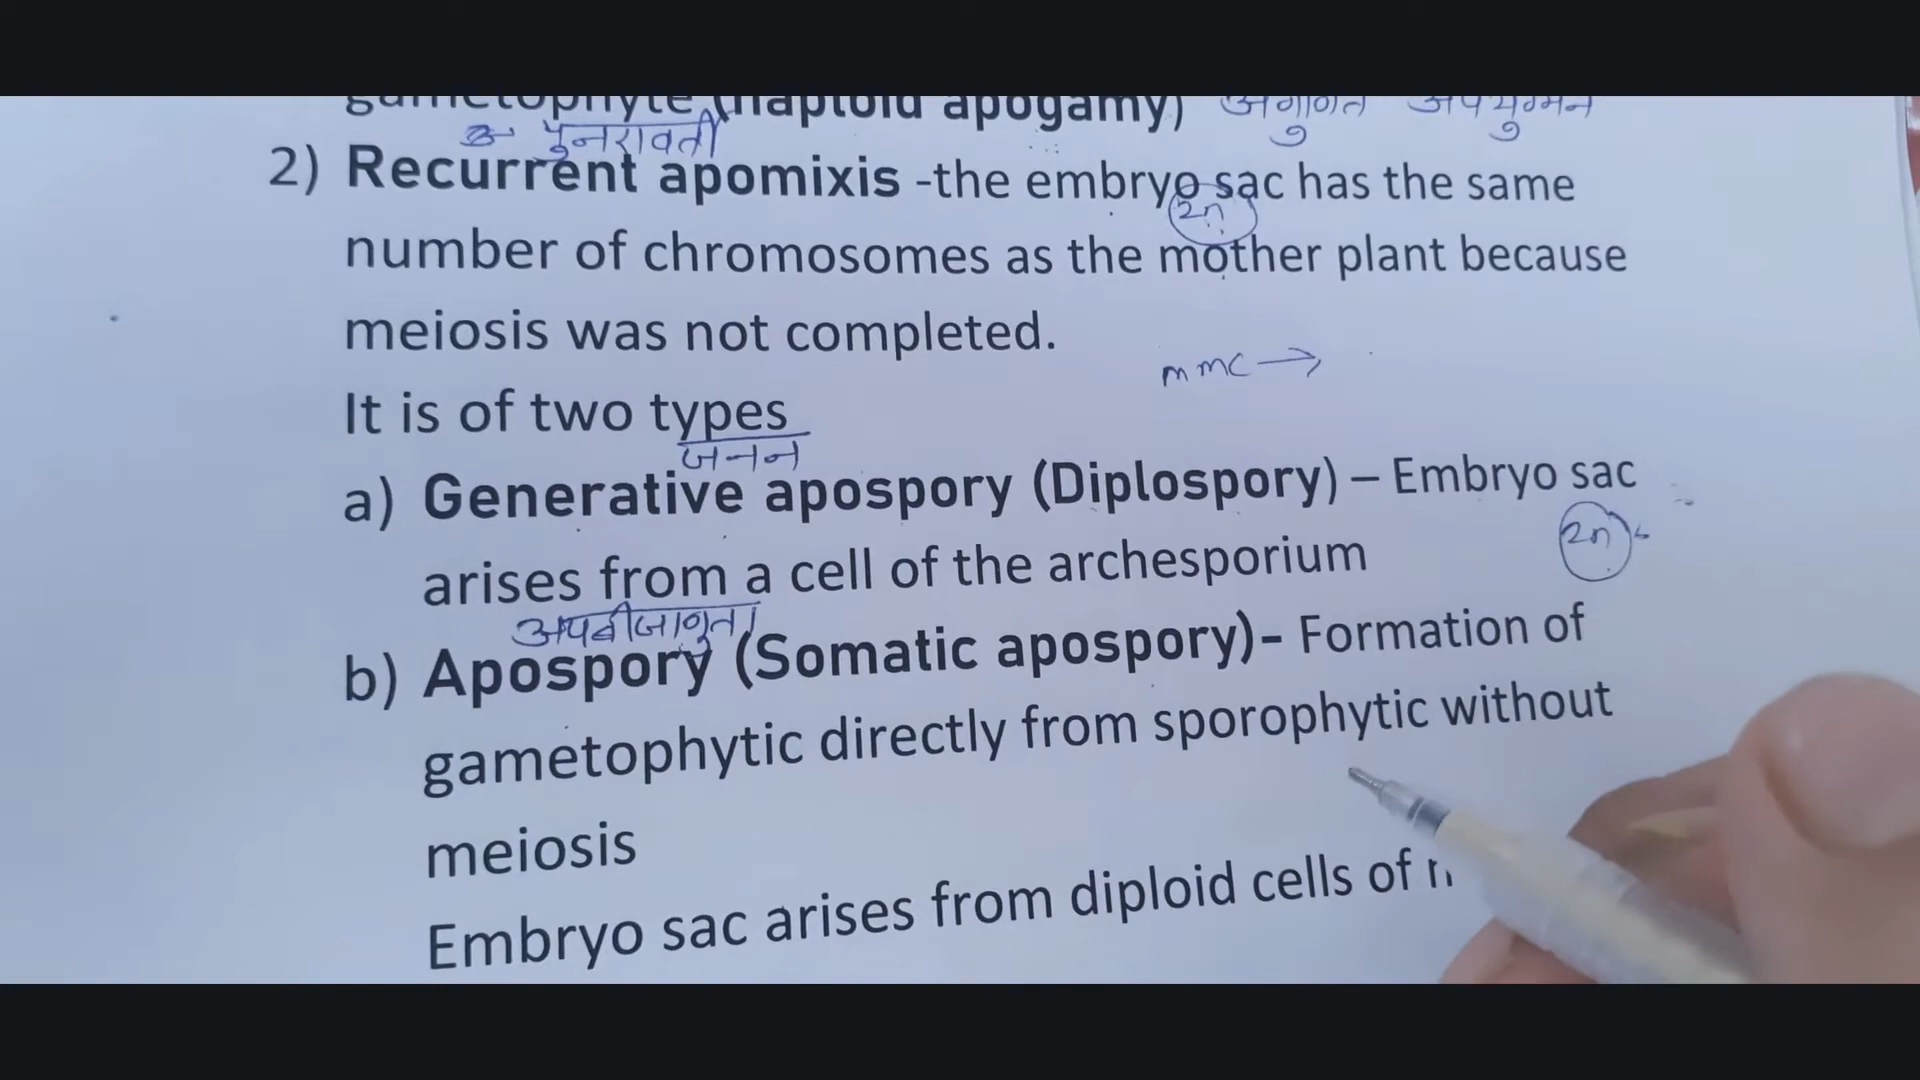 gametophyte (haploid apogamy) अगुणित अपयुग्मन
पुनरावर्ती
2) Recurrent apomixis -the embryo sac has the same
2n
number of chromosomes as the mother plant because
meiosis was not completed.
mmc →
It is of two types
जनन
a) Generative apospory (Diplospory) – Embryo sac
2n
arises from a cell of the archesporium
अपबीजाणुता
b) Apospory (Somatic apospory)- Formation of
gametophytic directly from sporophytic without
meiosis
Embryo sac arises from diploid cells of